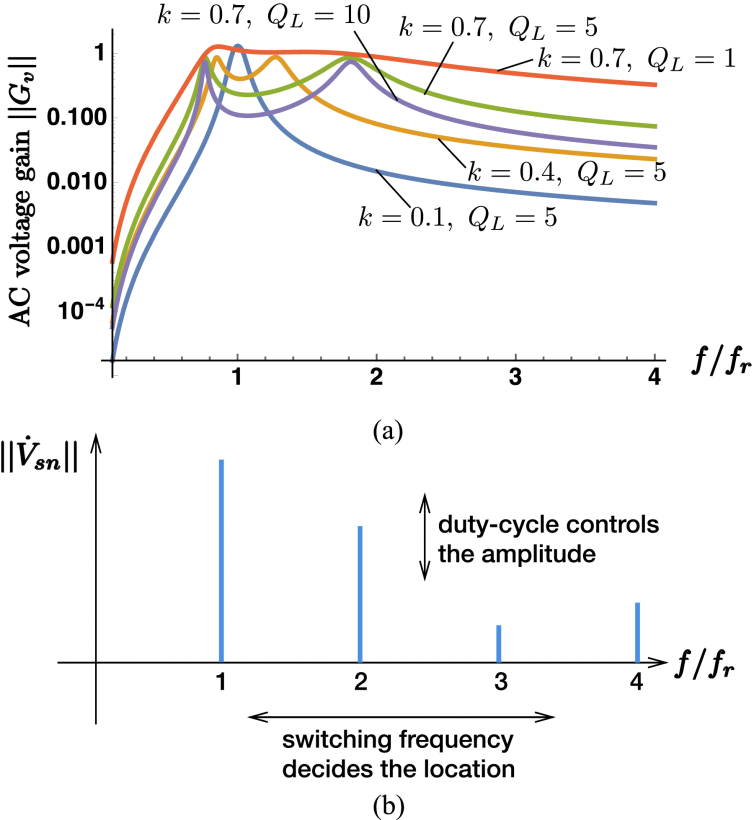 k = 0.7, Q_L = 10
k = 0.7, Q_L = 5
k = 0.7, Q_L = 1
AC voltage gain ||G_v||
1
0.100
0.010
0.001
10^−4
k = 0.4, Q_L = 5
k = 0.1, Q_L = 5
1 2 3 4
f/f_r
(a)
||V̇_sn||
duty-cycle controls
the amplitude
f/f_r
1 2 3 4
switching frequency
decides the location
(b)